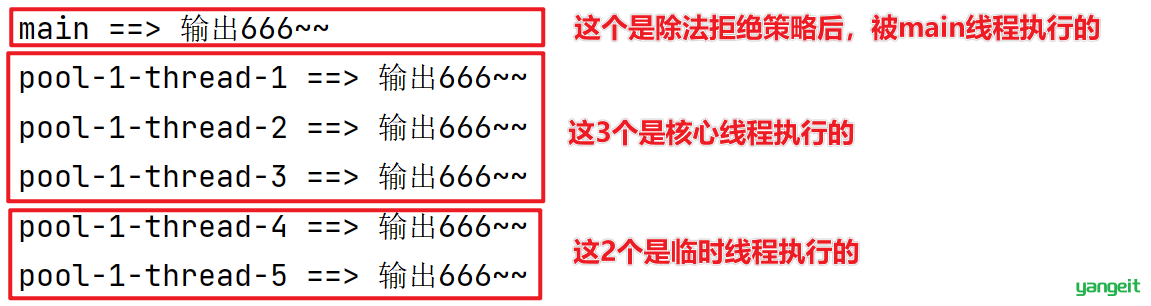 main ==> 输出666~~
这个是除法拒绝策略后，被main线程执行的
pool-1-thread-1 ==> 输出666~~
pool-1-thread-2 ==> 输出666~~
这3个是核心线程执行的
pool-1-thread-3 ==> 输出666~~
pool-1-thread-4 ==> 输出666~~
这2个是临时线程执行的
pool-1-thread-5 ==> 输出666~~
yangeit